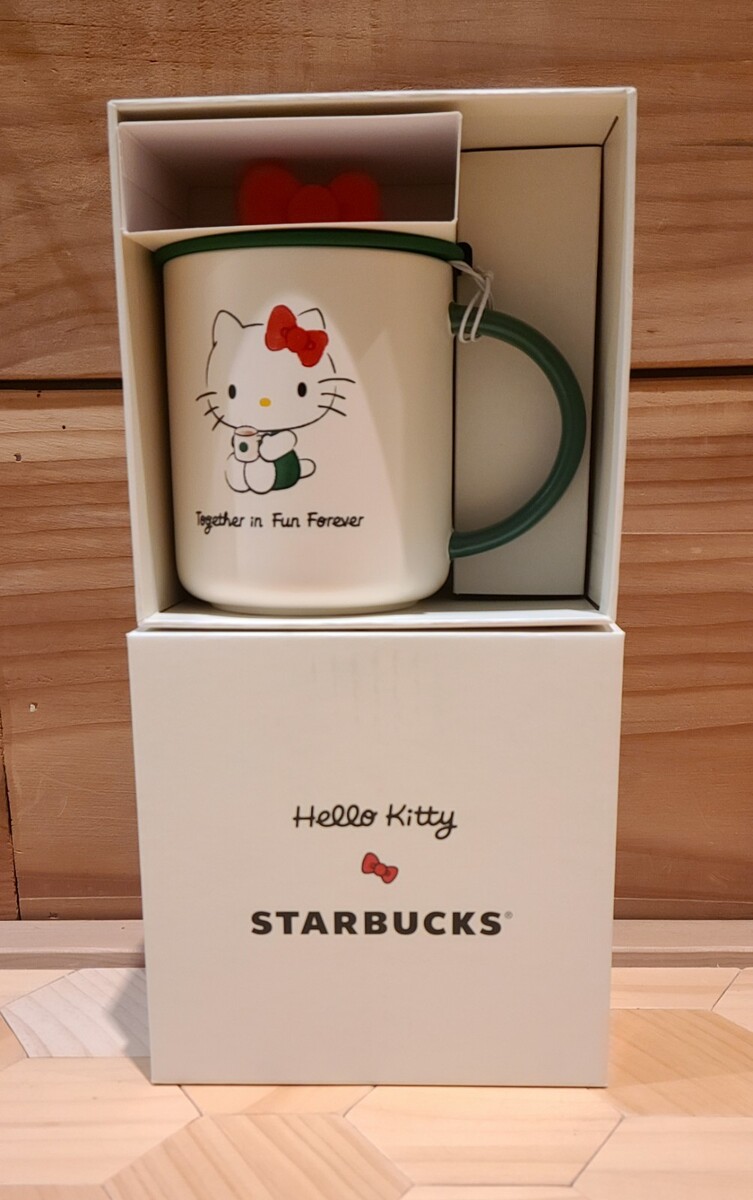 Together in Fun Forever
Hello Kitty
STARBUCKS®